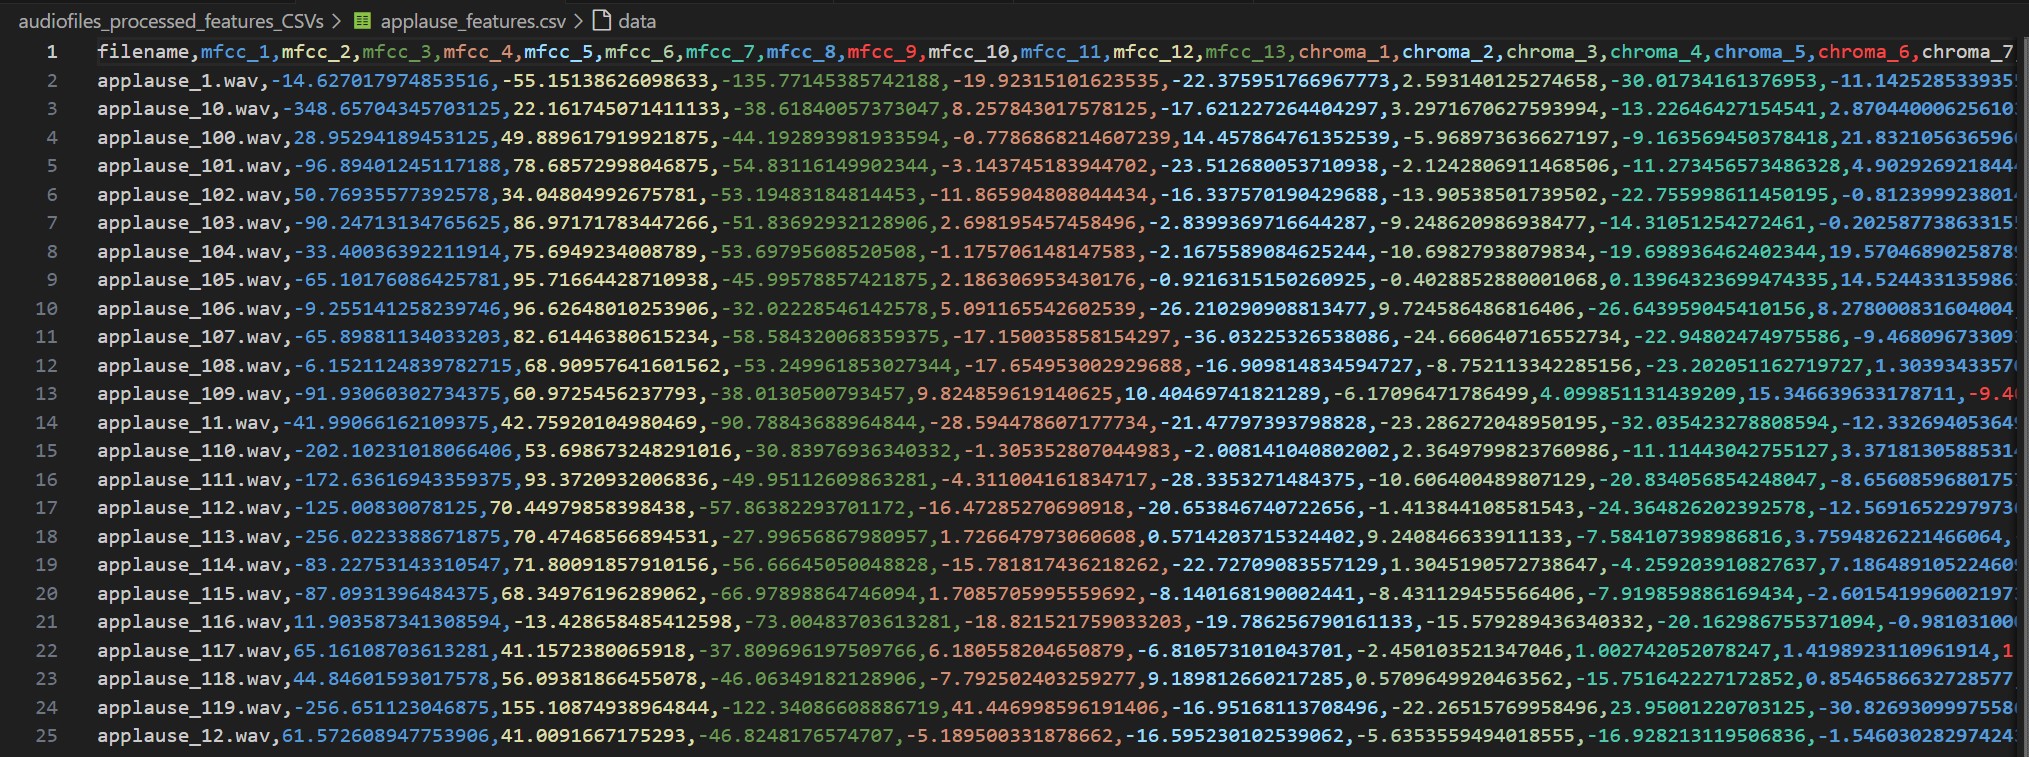 audiofiles_processed_features_CSVs > applause_features.csv > data
1 filename,mfcc_1,mfcc_2,mfcc_3,mfcc_4,mfcc_5,mfcc_6,mfcc_7,mfcc_8,mfcc_9,mfcc_10,mfcc_11,mfcc_12,mfcc_13,chroma_1,chroma_2,chroma_3,chroma_4,chroma_5,chroma_6,chroma_7
2 applause_1.wav,-14.627017974853516,-55.15138626098633,-135.77145385742188,-19.92315101623535,-22.375951766967773,2.593140125274658,-30.01734161376953,-11.1425285339355
3 applause_10.wav,-348.65704345703125,22.161745071411133,-38.61840057373047,8.257843017578125,-17.621227264404297,3.2971670627593994,-13.22646427154541,2.870440006256103
4 applause_100.wav,28.95294189453125,49.889617919921875,-44.192893981933594,-0.7786868214607239,14.457864761352539,-5.968973636627197,-9.163569450378418,21.8321056365966
5 applause_101.wav,-96.89401245117188,78.68572998046875,-54.83116149902344,-3.143745183944702,-23.512680053710938,-2.1242806911468506,-11.273456573486328,4.9029269218444
6 applause_102.wav,50.76935577392578,34.04804992675781,-53.19483184814453,-11.865904808044434,-16.337570190429688,-13.90538501739502,-22.755998611450195,-0.8123999238014
7 applause_103.wav,-90.24713134765625,86.97171783447266,-51.83692932128906,2.698195457458496,-2.8399369716644287,-9.248620986938477,-14.31051254272461,-0.2025877386331558
8 applause_104.wav,-33.40036392211914,75.6949234008789,-53.69795608520508,-1.175706148147583,-2.1675589084625244,-10.69827938079834,-19.698936462402344,19.5704689025878
9 applause_105.wav,-65.10176086425781,95.71664428710938,-45.99578857421875,2.186306953430176,-0.9216315150260925,-0.4028852880001068,0.13964323699474335,14.5244331359863
10 applause_106.wav,-9.255141258239746,96.62648010253906,-32.0222854614257​8,5.091165542602539,-26.210290908813477,9.724586486816406,-26.643959045410156,8.278000831604004
11 applause_107.wav,-65.898811340332​03,82.61446380615234,-58.584320068359375,-17.150035858154297,-36.03225326538086,-24.660640716552734,-22.94802474975586,-9.468096733093
12 applause_108.wav,-6.1521124839782715,68.90957641601562,-53.249961853027344,-17.654953002929688,-16.909814834594727,-8.752113342285156,-23.202051162719727,1.3039343357
13 applause_109.wav,-91.93060302734375,60.9725456237793,-38.0130500793457,9.824859619140625,10.40469741821289,-6.17096471786499,4.099851131439209,15.346639633178711,-9.4
14 applause_11.wav,-41.99066162109375,42.75920104980469,-90.78843688964844,-28.594478607177734,-21.47797393798828,-23.286272048950195,-32.035423278808594,-12.33269405364
15 applause_110.wav,-202.10231018066406,53.698673248291016,-30.83976936340332,-1.305352807044983,-2.008141040802002,2.3649799823760986,-11.11443042755127,3.37181305885314
16 applause_111.wav,-172.63616943359375,93.3720932006836,-49.95112609863281,-4.311004161834717,-28.3353271484375,-10.606400489807129,-20.834056854248047,-8.65608596801757
17 applause_112.wav,-125.00830078125,70.44979858398438,-57.86382293701172,-16.47285270690918,-20.653846740722656,-1.413844108581543,-24.364826202392578,-12.569165229797​36
18 applause_113.wav,-256.0223388671875,70.47468566894531,-27.99656867980957,1.726647973060608,0.5714203715324402,9.240846633911133,-7.584107398986816,3.7594826221466064,
19 applause_114.wav,-83.22753143310547,71.80091857910156,-56.66645050048828,-15.781817436218262,-22.72709083557129,1.3045190572738647,-4.259203910827637,7.186489105224609
20 applause_115.wav,-87.0931396484375,68.34976196289062,-66.97898864746094,1.7085705995559692,-8.140168190002441,-8.431129455566406,-7.919859886169434,-2.6015419960021973
21 applause_116.wav,11.903587341308594,-13.428658485412598,-73.00483703613281,-18.821521759033203,-19.786256790161133,-15.579289436340332,-20.162986755371094,-0.98103100
22 applause_117.wav,65.16108703613281,41.1572380065918,-37.809696197509766,6.180558204650879,-6.810573101043701,-2.450103521347046,1.002742052078247,1.4198923110961914,1
23 applause_118.wav,44.84601593017578,56.09381866455078,-46.06349182128906,-7.792502403259277,9.189812660217285,0.5709649920463562,-15.751642227172852,0.8546586632728577
24 applause_119.wav,-256.651123046875,155.10874938964844,-122.34086608886719,41.446998596191406,-16.95168113708496,-22.26515769958496,23.95001220703125,-30.8269309997558
25 applause_12.wav,61.572608947753906,41.0091667175293,-46.8248176574707,-5.189500331878662,-16.595230102539062,-5.6353559494018555,-16.928213119506836,-1.546030282974243